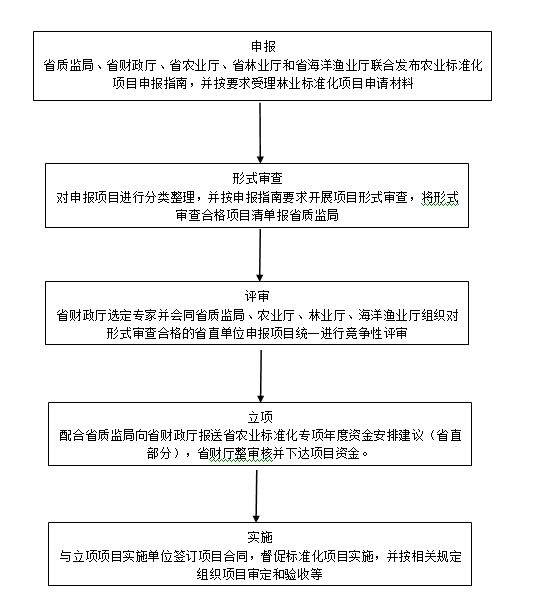 申报
省质监局、省财政厅、省农业厅、省林业厅和省海洋渔业厅联合发布农业标准化
项目申报指南，并按要求受理林业标准化项目申请材料
形式审查
对申报项目进行分类整理，并按申报指南要求开展项目形式审查，将形式
审查合格项目清单报省质监局
评审
省财政厅选定专家并会同省质监局、农业厅、林业厅、海洋渔业厅组织对
形式审查合格的省直单位申报项目统一进行竞争性评审
立项
配合省质监局向省财政厅报送省农业标准化专项年度资金安排建议（省直
部分），省财厅整审核并下达项目资金。
实施
与立项项目实施单位签订项目合同，督促标准化项目实施，并按相关规定
组织项目审定和验收等